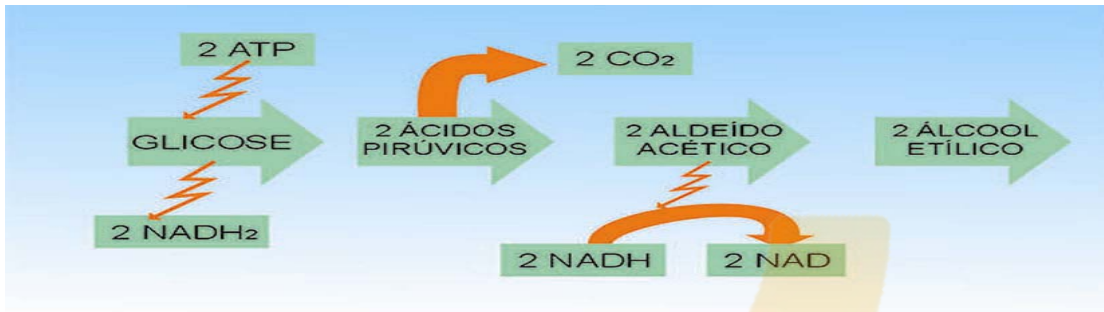 2 ATP
2 CO₂
GLICOSE
2 ÁCIDOS
PIRÚVICOS
2 ALDEÍDO
ACÉTICO
2 ÁLCOOL
ETÍLICO
2 NADH₂
2 NADH
2 NAD